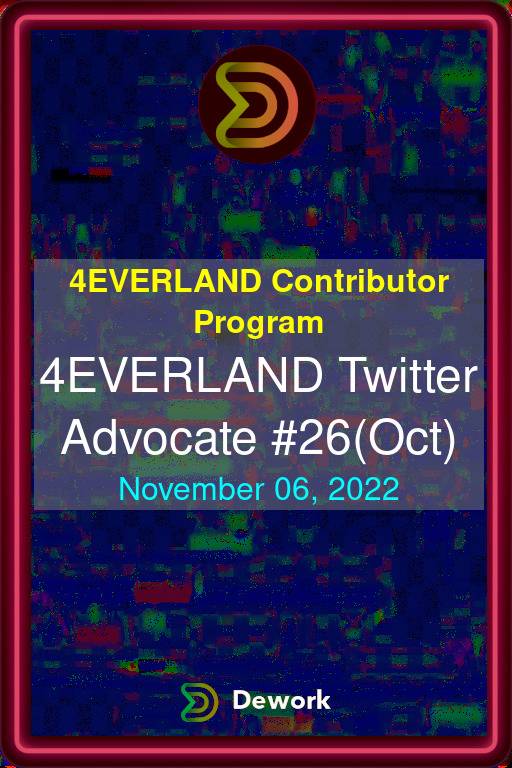 4EVERLAND Contributor
Program
4EVERLAND Twitter
Advocate #26(Oct)
November 06, 2022
Dework